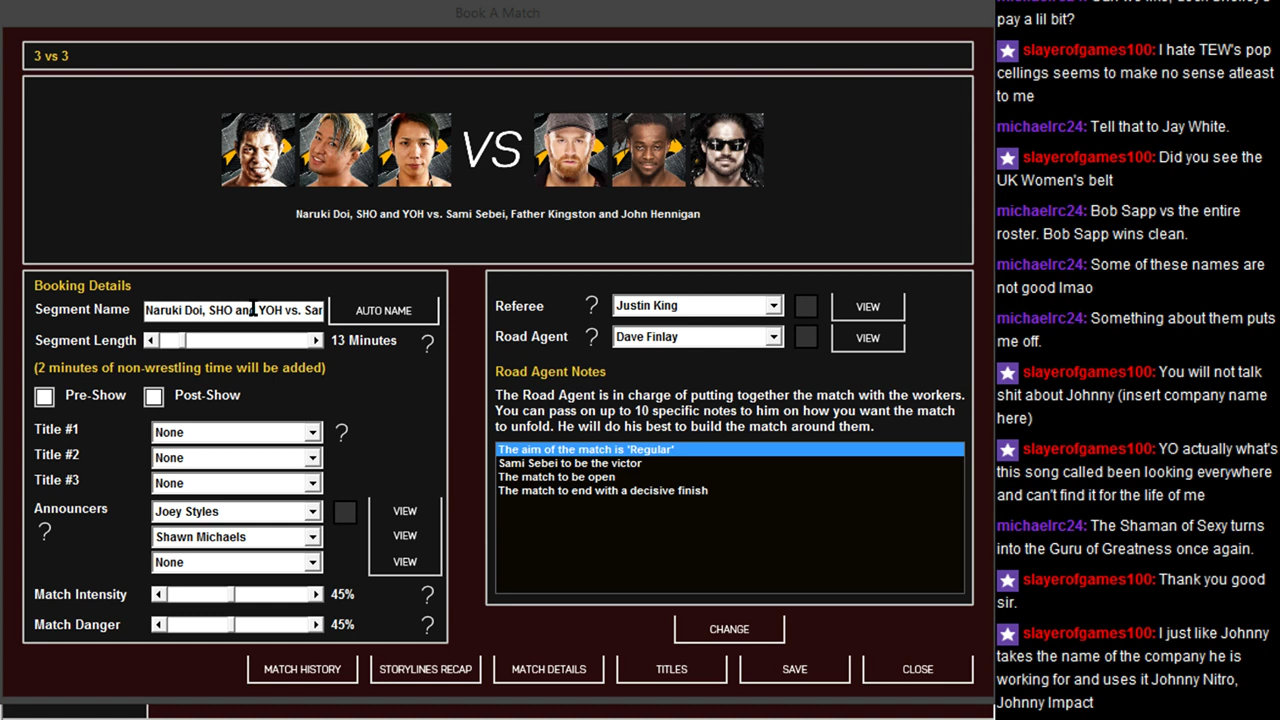 Book A Match
3 vs 3
VS
Naruki Doi, SHO and YOH vs. Sami Sebei, Father Kingston and John Hennigan
Booking Details
Segment Name
Naruki Doi, SHO and YOH vs. Sar
AUTO NAME
Segment Length
13 Minutes
?
(2 minutes of non-wrestling time will be added)
Pre-Show
Post-Show
Title #1
None
?
Title #2
None
Title #3
None
Announcers
Joey Styles
VIEW
?
Shawn Michaels
VIEW
None
VIEW
Match Intensity
45%
?
Match Danger
45%
?
Referee
?
Justin King
VIEW
Road Agent
?
Dave Finlay
VIEW
Road Agent Notes
The Road Agent is in charge of putting together the match with the workers.
You can pass on up to 10 specific notes to him on how you want the match
to unfold. He will do his best to build the match around them.
The aim of the match is 'Regular'
Sami Sebei to be the victor
The match to be open
The match to end with a decisive finish
CHANGE
MATCH HISTORY
STORYLINES RECAP
MATCH DETAILS
TITLES
SAVE
CLOSE
pay a lil bit?
slayerofgames100: I hate TEW's pop
cellings seems to make no sense atleast
to me
michaelrc24: Tell that to Jay White.
slayerofgames100: Did you see the
UK Women's belt
michaelrc24: Bob Sapp vs the entire
roster. Bob Sapp wins clean.
michaelrc24: Some of these names are
not good lmao
michaelrc24: Something about them puts
me off.
slayerofgames100: You will not talk
shit about Johnny (insert company name
here)
slayerofgames100: YO actually what's
this song called been looking everywhere
and can't find it for the life of me
michaelrc24: The Shaman of Sexy turns
into the Guru of Greatness once again.
slayerofgames100: Thank you good
sir.
slayerofgames100: I just like Johnny
takes the name of the company he is
working for and uses it Johnny Nitro,
Johnny Impact